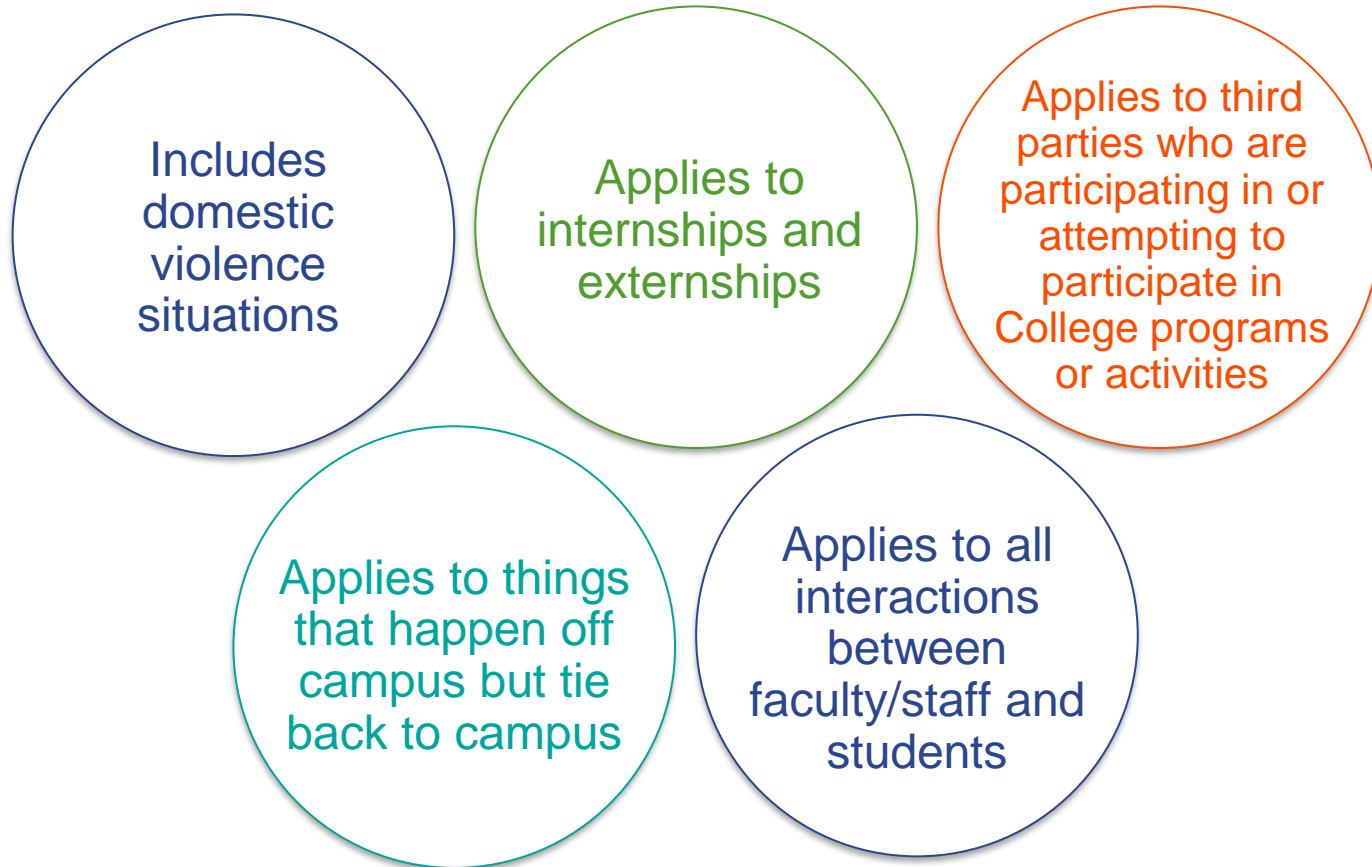 Includes
domestic
violence
situations
Applies to
internships and
externships
Applies to third
parties who are
participating in or
attempting to
participate in
College programs
or activities
Applies to things
that happen off
campus but tie
back to campus
Applies to all
interactions
between
faculty/staff and
students